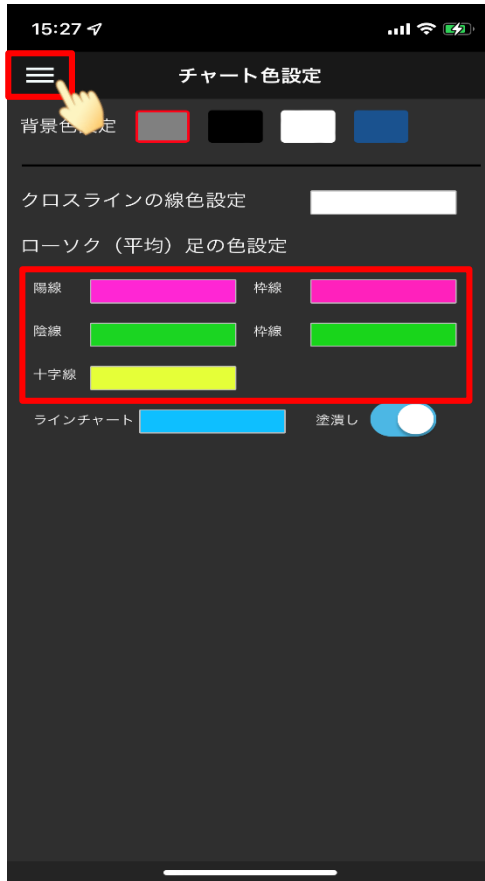 15:27
チャート色設定
背景色 定
クロスラインの線色設定
ローソク（平均）足の色設定
陽線 枠線
陰線 枠線
十字線
ラインチャート 塗潰し